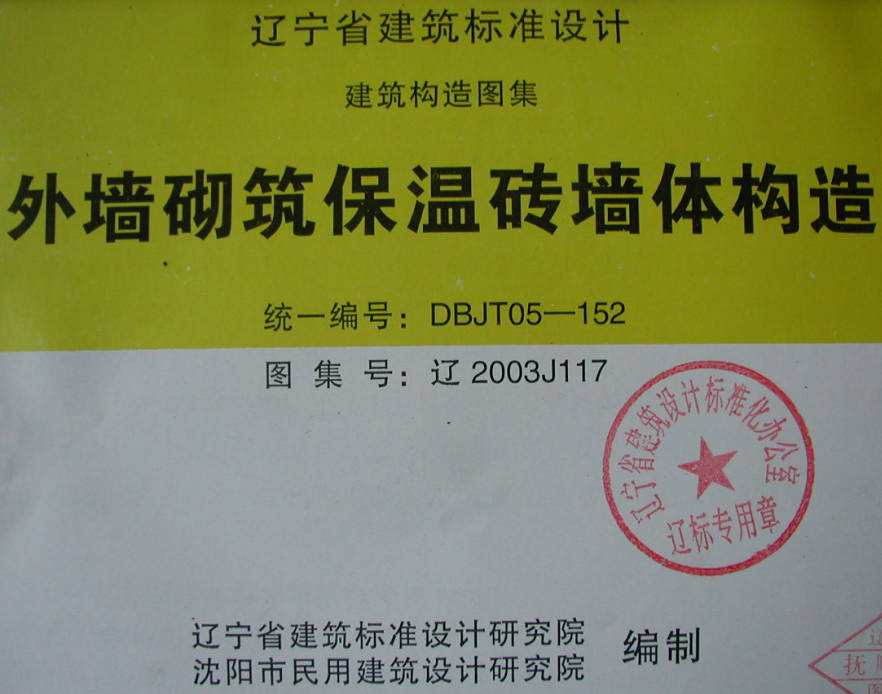 辽宁省建筑标准设计
建筑构造图集
外墙砌筑保温砖墙体构造
统一编号：DBJT05—152
图 集 号：辽 2003J117
辽宁省建筑设计标准化办公室
辽标专用章
辽宁省建筑标准设计研究院
沈阳市民用建筑设计研究院
编制
抚